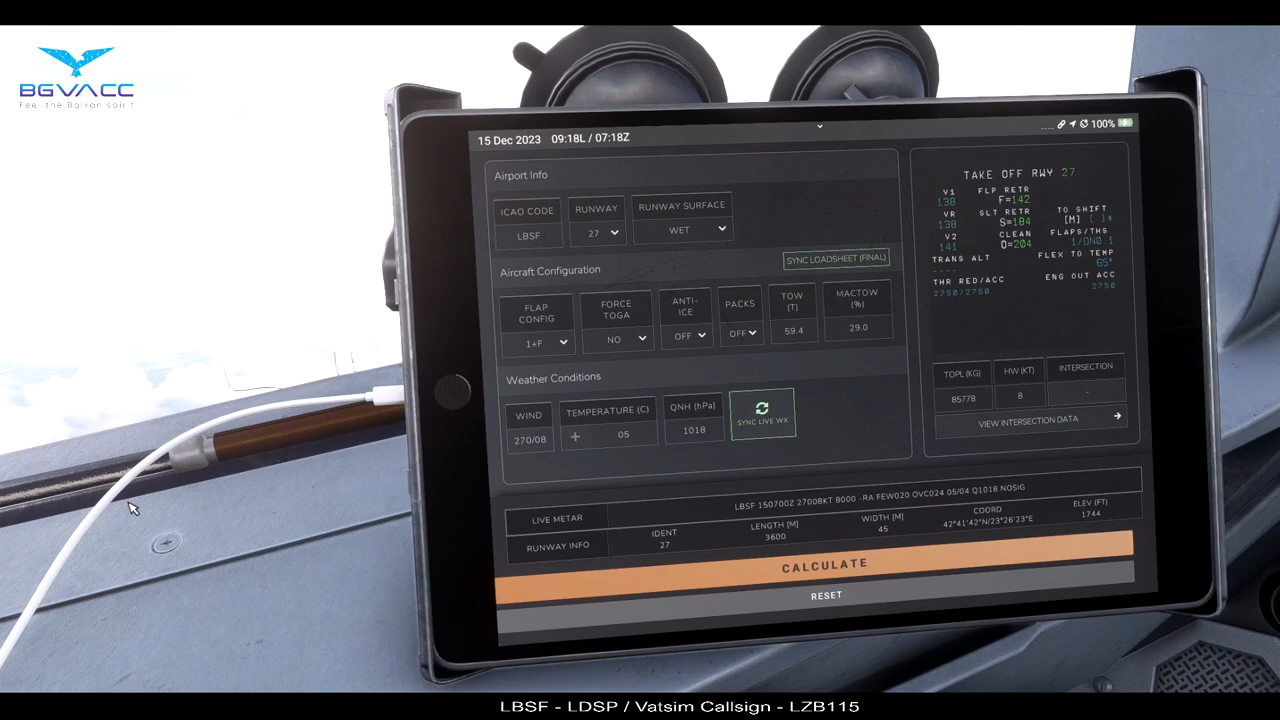 BGVACC
Feel the Balkan spirit
15 Dec 2023 09:18L / 07:18Z
100%
Airport Info
ICAO CODE RUNWAY RUNWAY SURFACE
LBSF 27 WET
Aircraft Configuration
SYNC LOADSHEET (FINAL)
FLAP CONFIG FORCE TOGA ANTI-ICE PACKS TOW (T) MACTOW (%)
1+F NO OFF OFF 59.4 29.0
Weather Conditions
WIND TEMPERATURE (C) QNH (hPa)
270/08 + 05 1018
SYNC LIVE WX
TAKE OFF RWY 27
V1 FLP RETR
138 F=142
VR SLT RETR TO SHIFT
138 S=184 [M] [ ]*
V2 CLEAN FLAPS/THS
141 O=204 1/DN0.1
TRANS ALT FLEX TO TEMP
---- 65°
THR RED/ACC ENG OUT ACC
2750/2750 2750
TOPL (KG) HW (KT) INTERSECTION
85778 8 -
VIEW INTERSECTION DATA
LIVE METAR LBSF 150700Z 27008KT 8000 -RA FEW020 OVC024 05/04 Q1018 NOSIG
RUNWAY INFO IDENT LENGTH [M] WIDTH [M] COORD ELEV (FT)
27 3600 45 42°41'42"N/23°26'23"E 1744
CALCULATE
RESET
LBSF - LDSP / Vatsim Callsign - LZB115